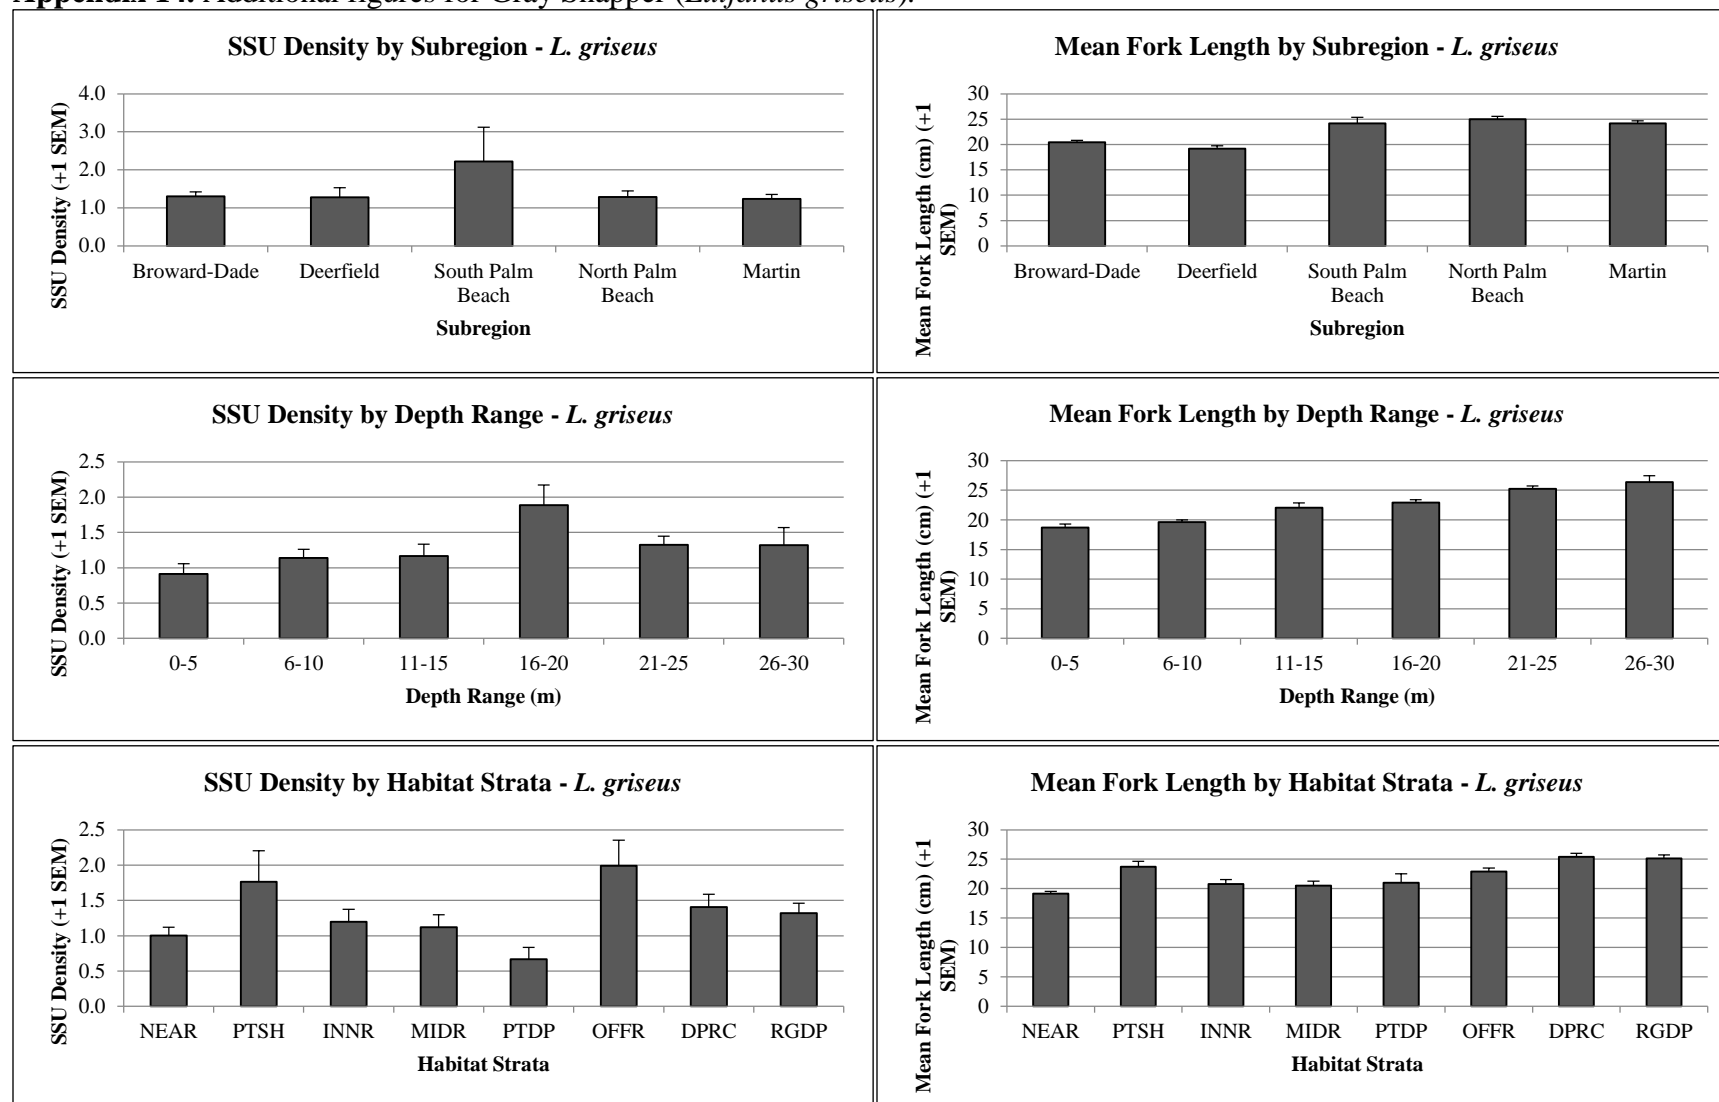 Appendix 14. Additional figures for Gray Snapper (Lutjanus griseus).
SSU Density by Subregion - L. griseus
SSU Density (+1 SEM)
4.0
3.0
2.0
1.0
0.0
Broward-Dade
Deerfield
South Palm
Beach
North Palm
Beach
Martin
Subregion
Mean Fork Length by Subregion - L. griseus
Mean Fork Length (cm) (+1
SEM)
30
25
20
15
10
5
0
Broward-Dade
Deerfield
South Palm
Beach
North Palm
Beach
Martin
Subregion
SSU Density by Depth Range - L. griseus
SSU Density (+1 SEM)
2.5
2.0
1.5
1.0
0.5
0.0
0-5
6-10
11-15
16-20
21-25
26-30
Depth Range (m)
Mean Fork Length by Depth Range - L. griseus
Mean Fork Length (cm) (+1
SEM)
30
25
20
15
10
5
0
0-5
6-10
11-15
16-20
21-25
26-30
Depth Range (m)
SSU Density by Habitat Strata - L. griseus
SSU Density (+1 SEM)
2.5
2.0
1.5
1.0
0.5
0.0
NEAR
PTSH
INNR
MIDR
PTDP
OFFR
DPRC
RGDP
Habitat Strata
Mean Fork Length by Habitat Strata - L. griseus
Mean Fork Length (cm) (+1
SEM)
30
25
20
15
10
5
0
NEAR
PTSH
INNR
MIDR
PTDP
OFFR
DPRC
RGDP
Habitat Strata